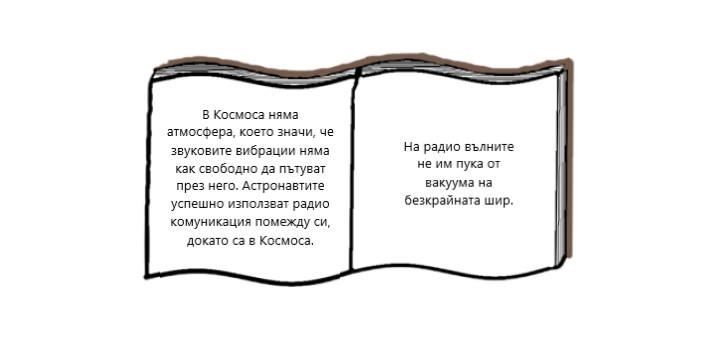 В Космоса няма
атмосфера, което значи, че
звуковите вибрации няма
как свободно да пътуват
през него. Астронавтите
успешно използват радио
комуникация помежду си,
докато са в Космоса.
На радио вълните
не им пука от
вакуума на
безкрайната шир.